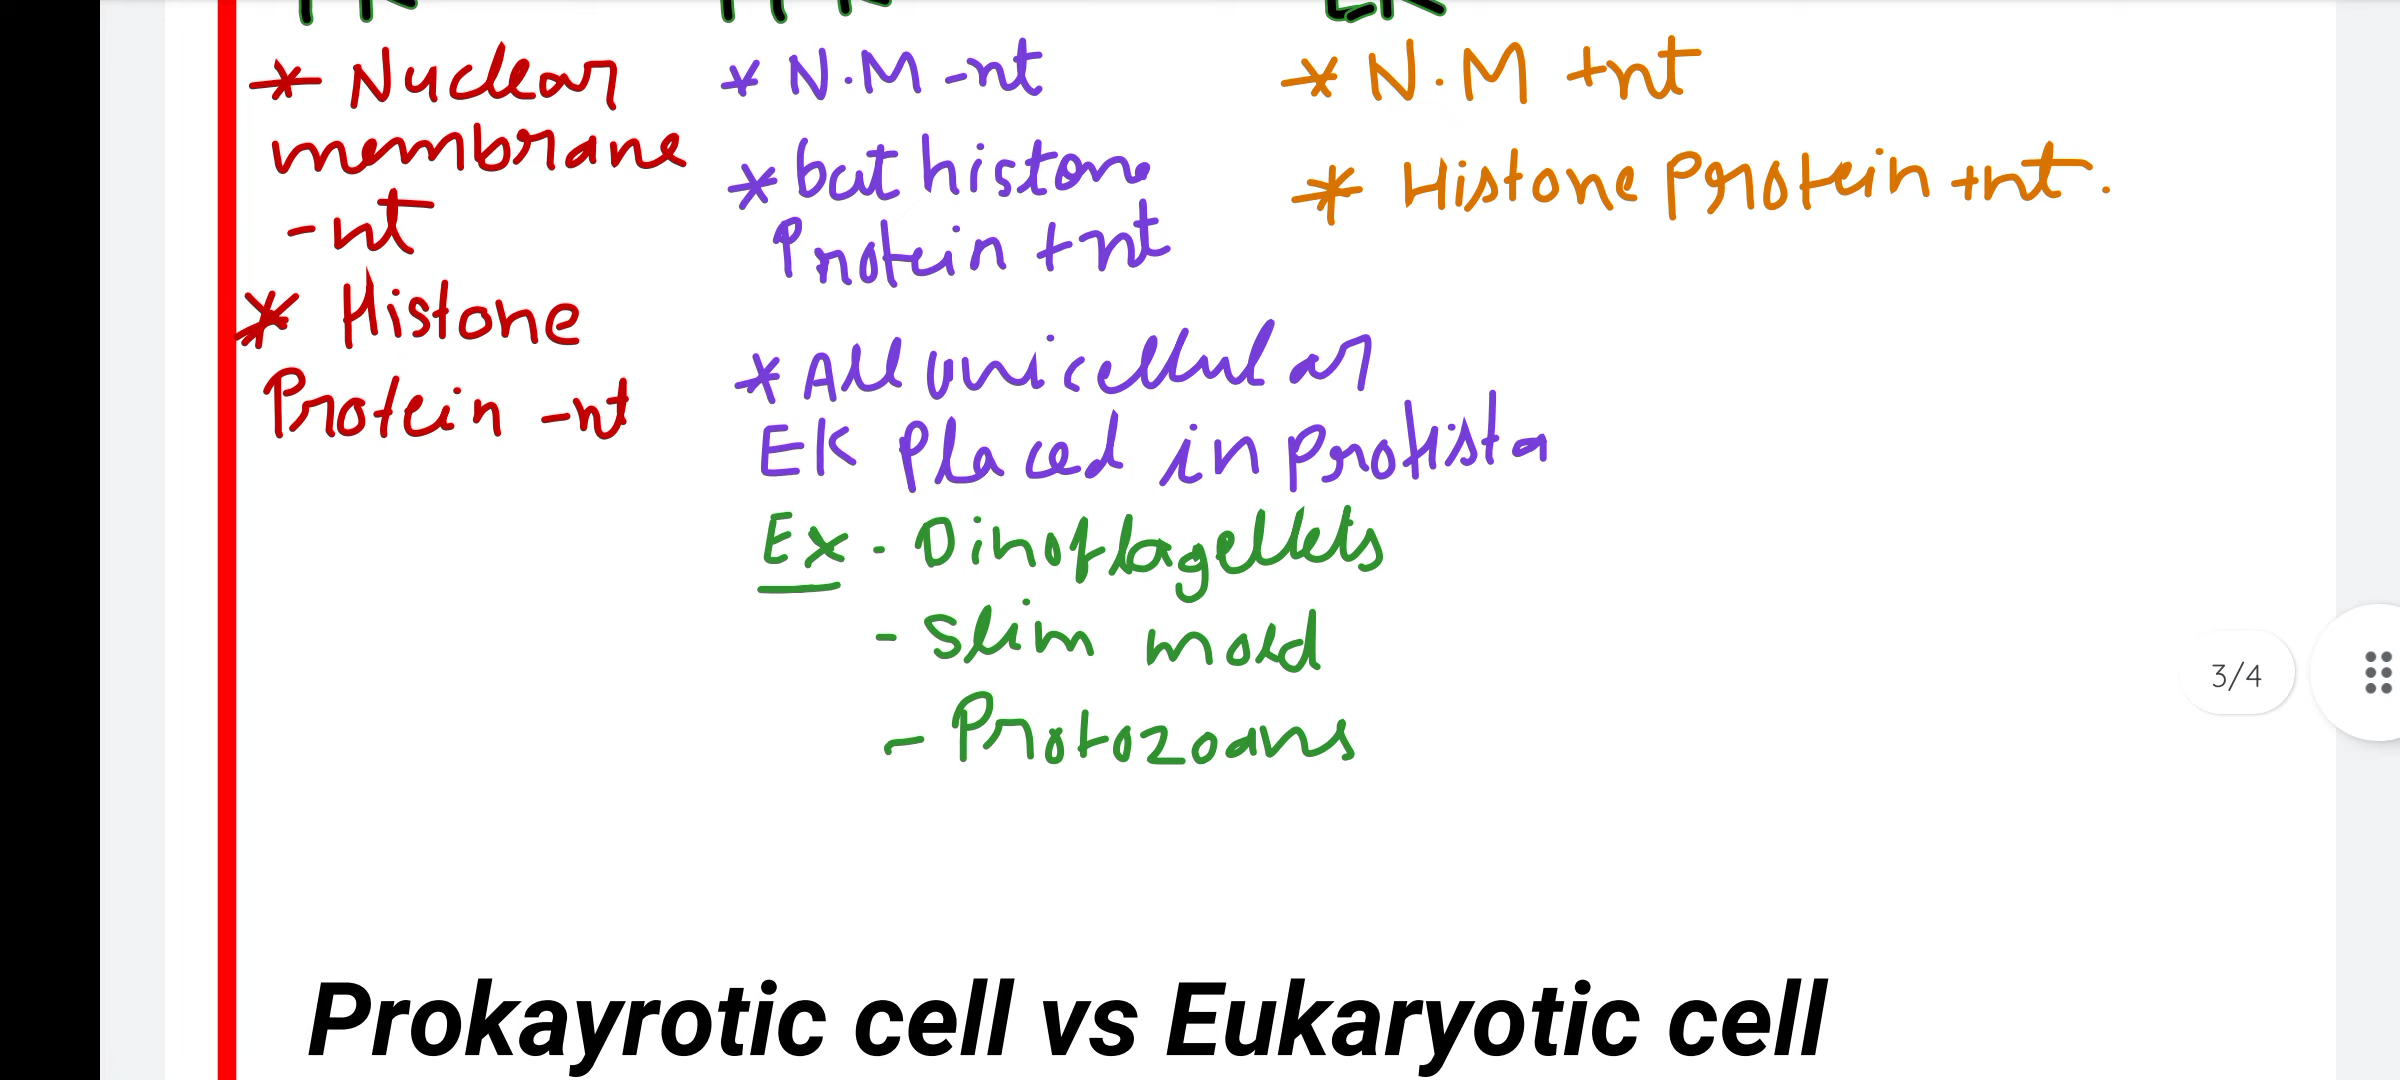 * Nuclear
membrane
-nt
* Histone
Protein -nt
* N.M -nt
* but histone
Protein +nt
* All unicellular
EK Placed in protista
Ex - Dinoflagellets
- Slim mold
- Protozoans
* N.M +nt
* Histone protein +nt.
3/4
Prokayrotic cell vs Eukaryotic cell